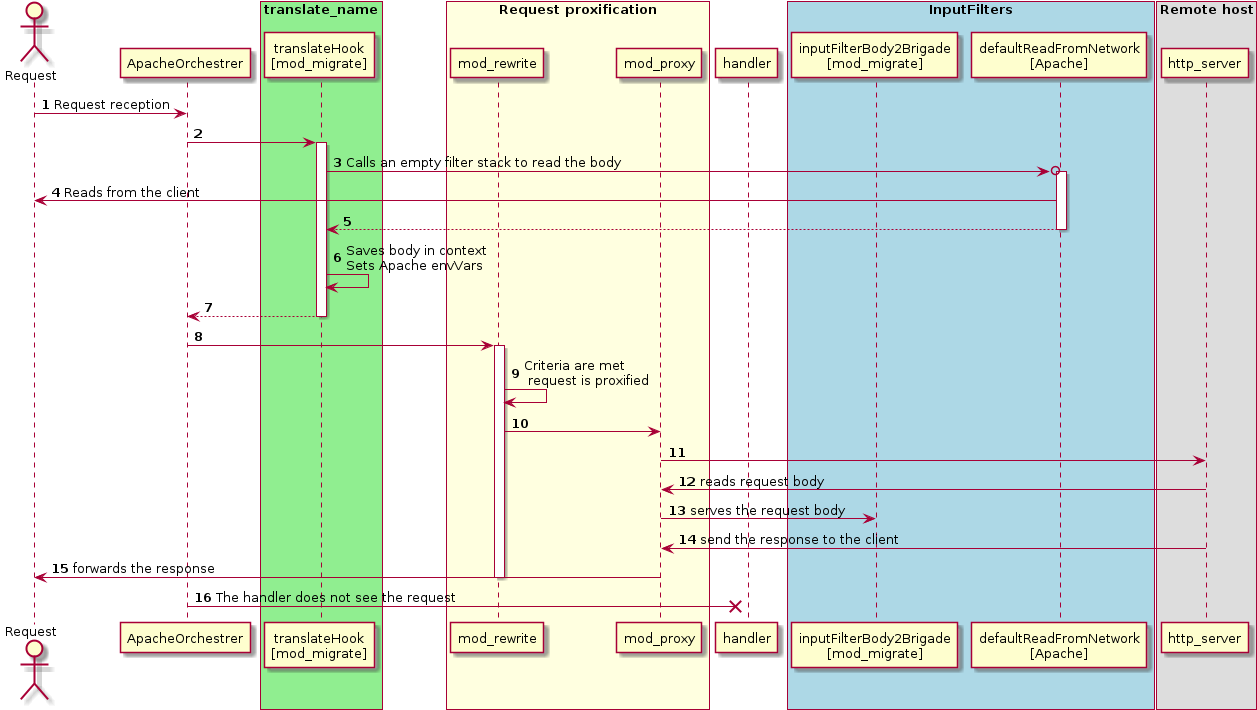 translate_name
Request proxification
InputFilters
Remote host
Request
ApacheOrchestrer
translateHook
[mod_migrate]
mod_rewrite
mod_proxy
handler
inputFilterBody2Brigade
[mod_migrate]
defaultReadFromNetwork
[Apache]
http_server
1 Request reception
2
3 Calls an empty filter stack to read the body
4 Reads from the client
5
6 Saves body in context
Sets Apache envVars
7
8
9 Criteria are met
request is proxified
10
11
12 reads request body
13 serves the request body
14 send the response to the client
15 forwards the response
16 The handler does not see the request
Request
ApacheOrchestrer
translateHook
[mod_migrate]
mod_rewrite
mod_proxy
handler
inputFilterBody2Brigade
[mod_migrate]
defaultReadFromNetwork
[Apache]
http_server